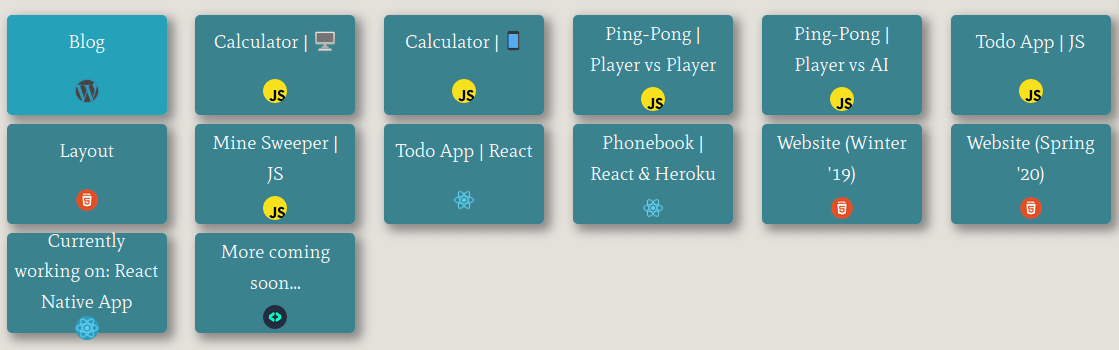 Blog
Calculator |
Calculator |
Ping-Pong |
Player vs Player
Ping-Pong |
Player vs AI
Todo App | JS
JS
JS
JS
JS
JS
Layout
Mine Sweeper |
JS
Todo App | React
Phonebook |
React & Heroku
Website (Winter
'19)
Website (Spring
'20)
JS
Currently
working on: React
Native App
More coming
soon...